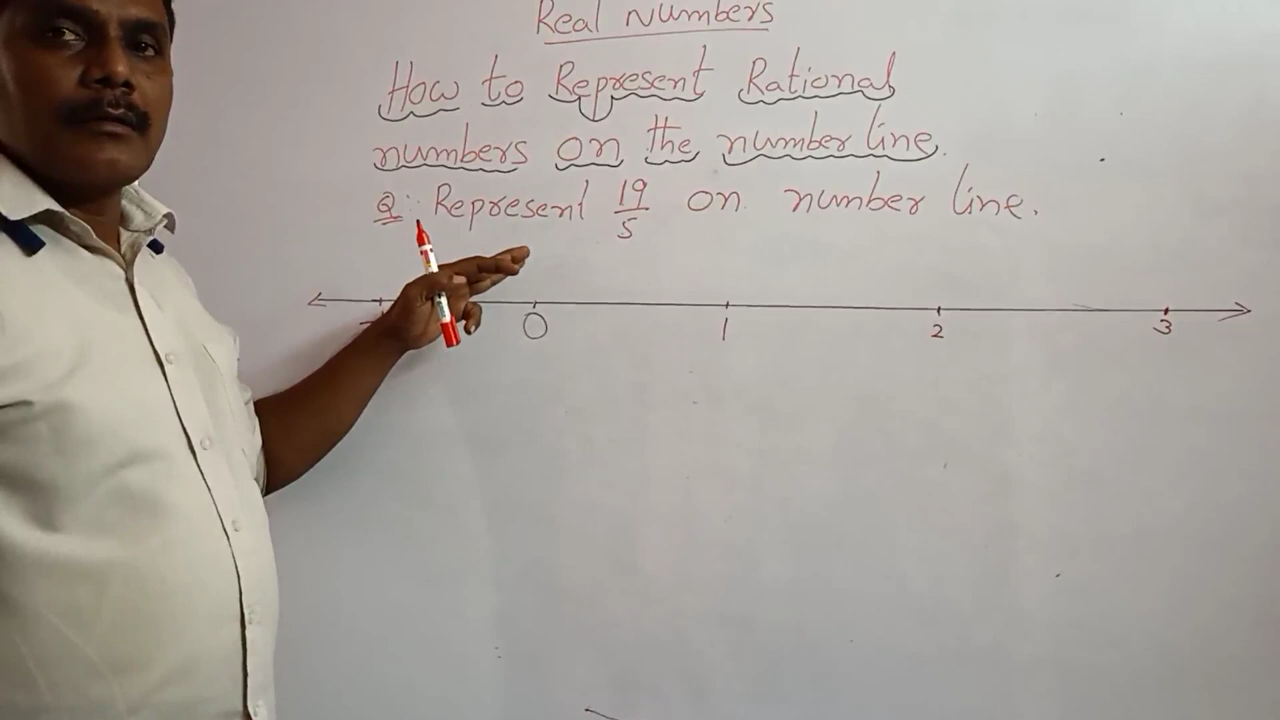 Real Numbers
How to Represent Rational
numbers on the number line.
Q: Represent 19/5 on number line.
0 1 2 3